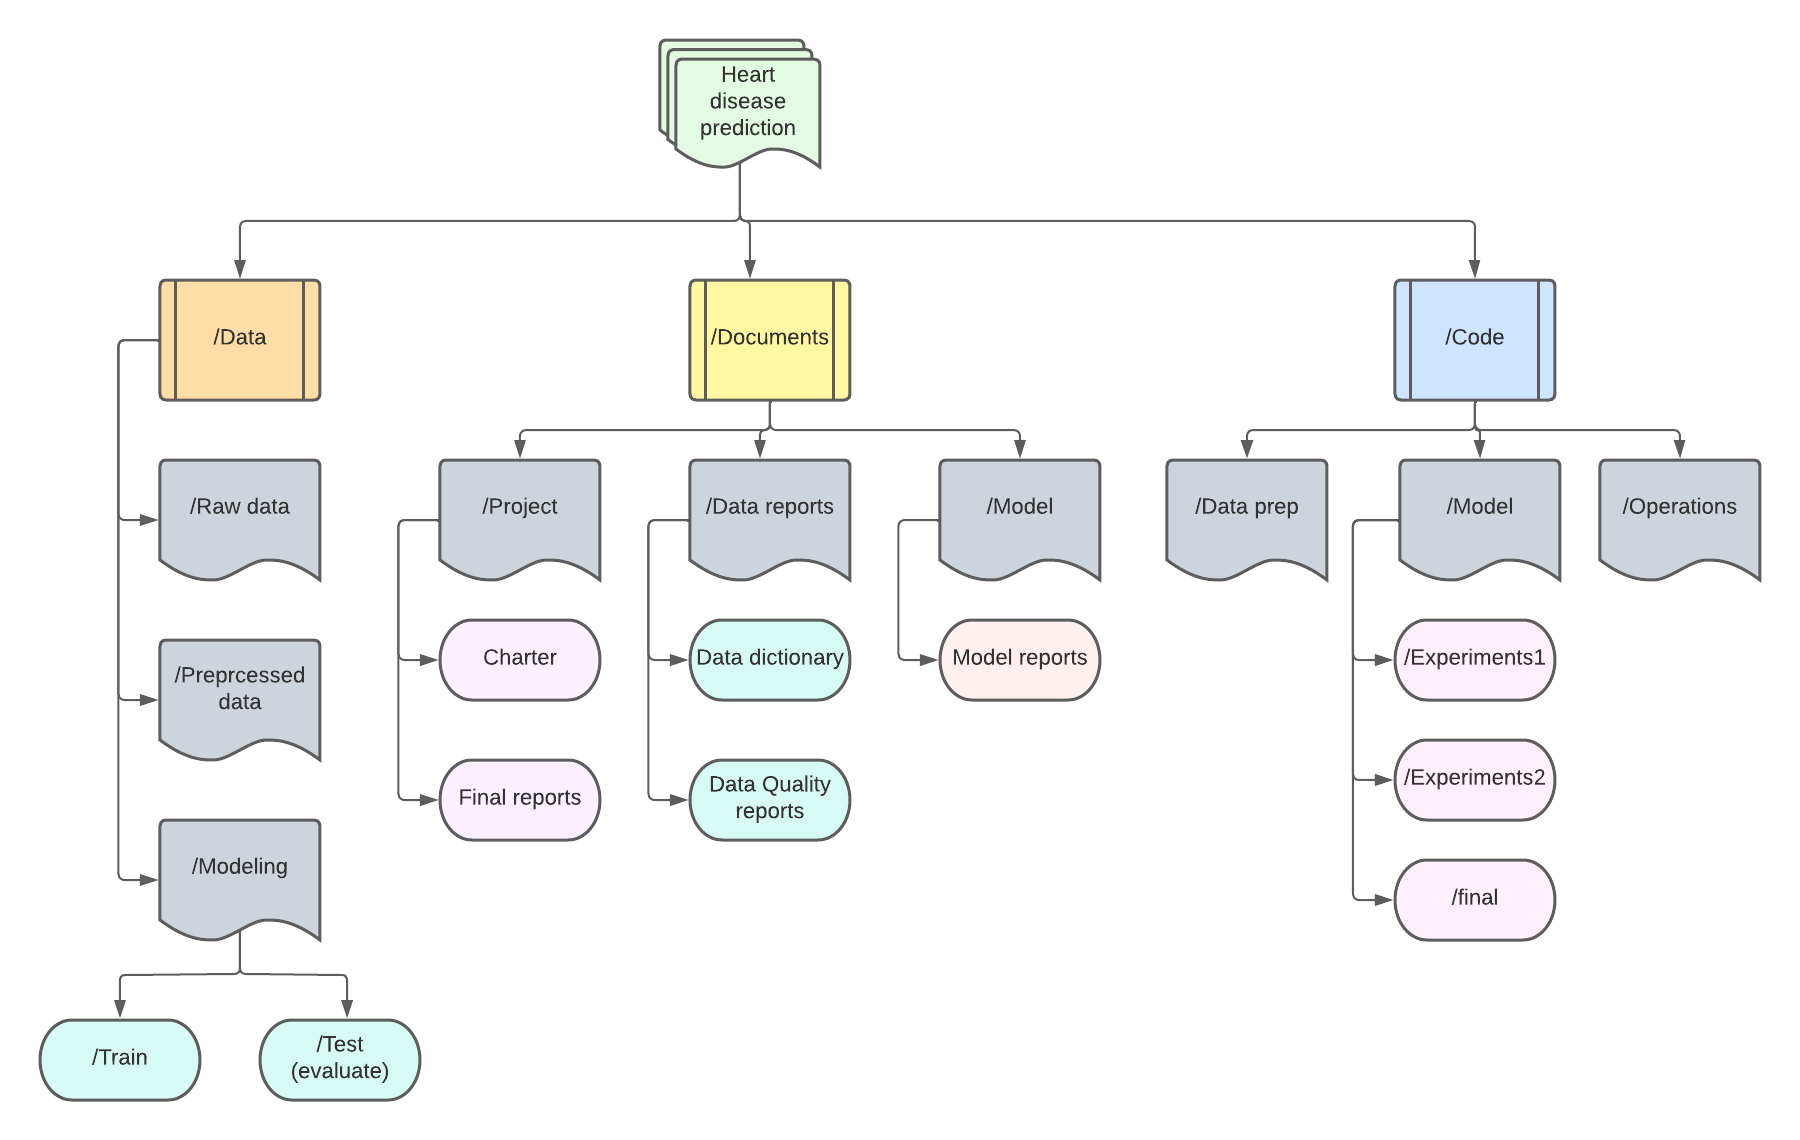 Heart
disease
prediction
/Data
/Documents
/Code
/Raw data
/Project
/Data reports
/Model
/Data prep
/Model
/Operations
/Preprcessed
data
Charter
Data dictionary
Model reports
/Experiments1
Final reports
Data Quality
reports
/Experiments2
/Modeling
/final
/Train
/Test
(evaluate)